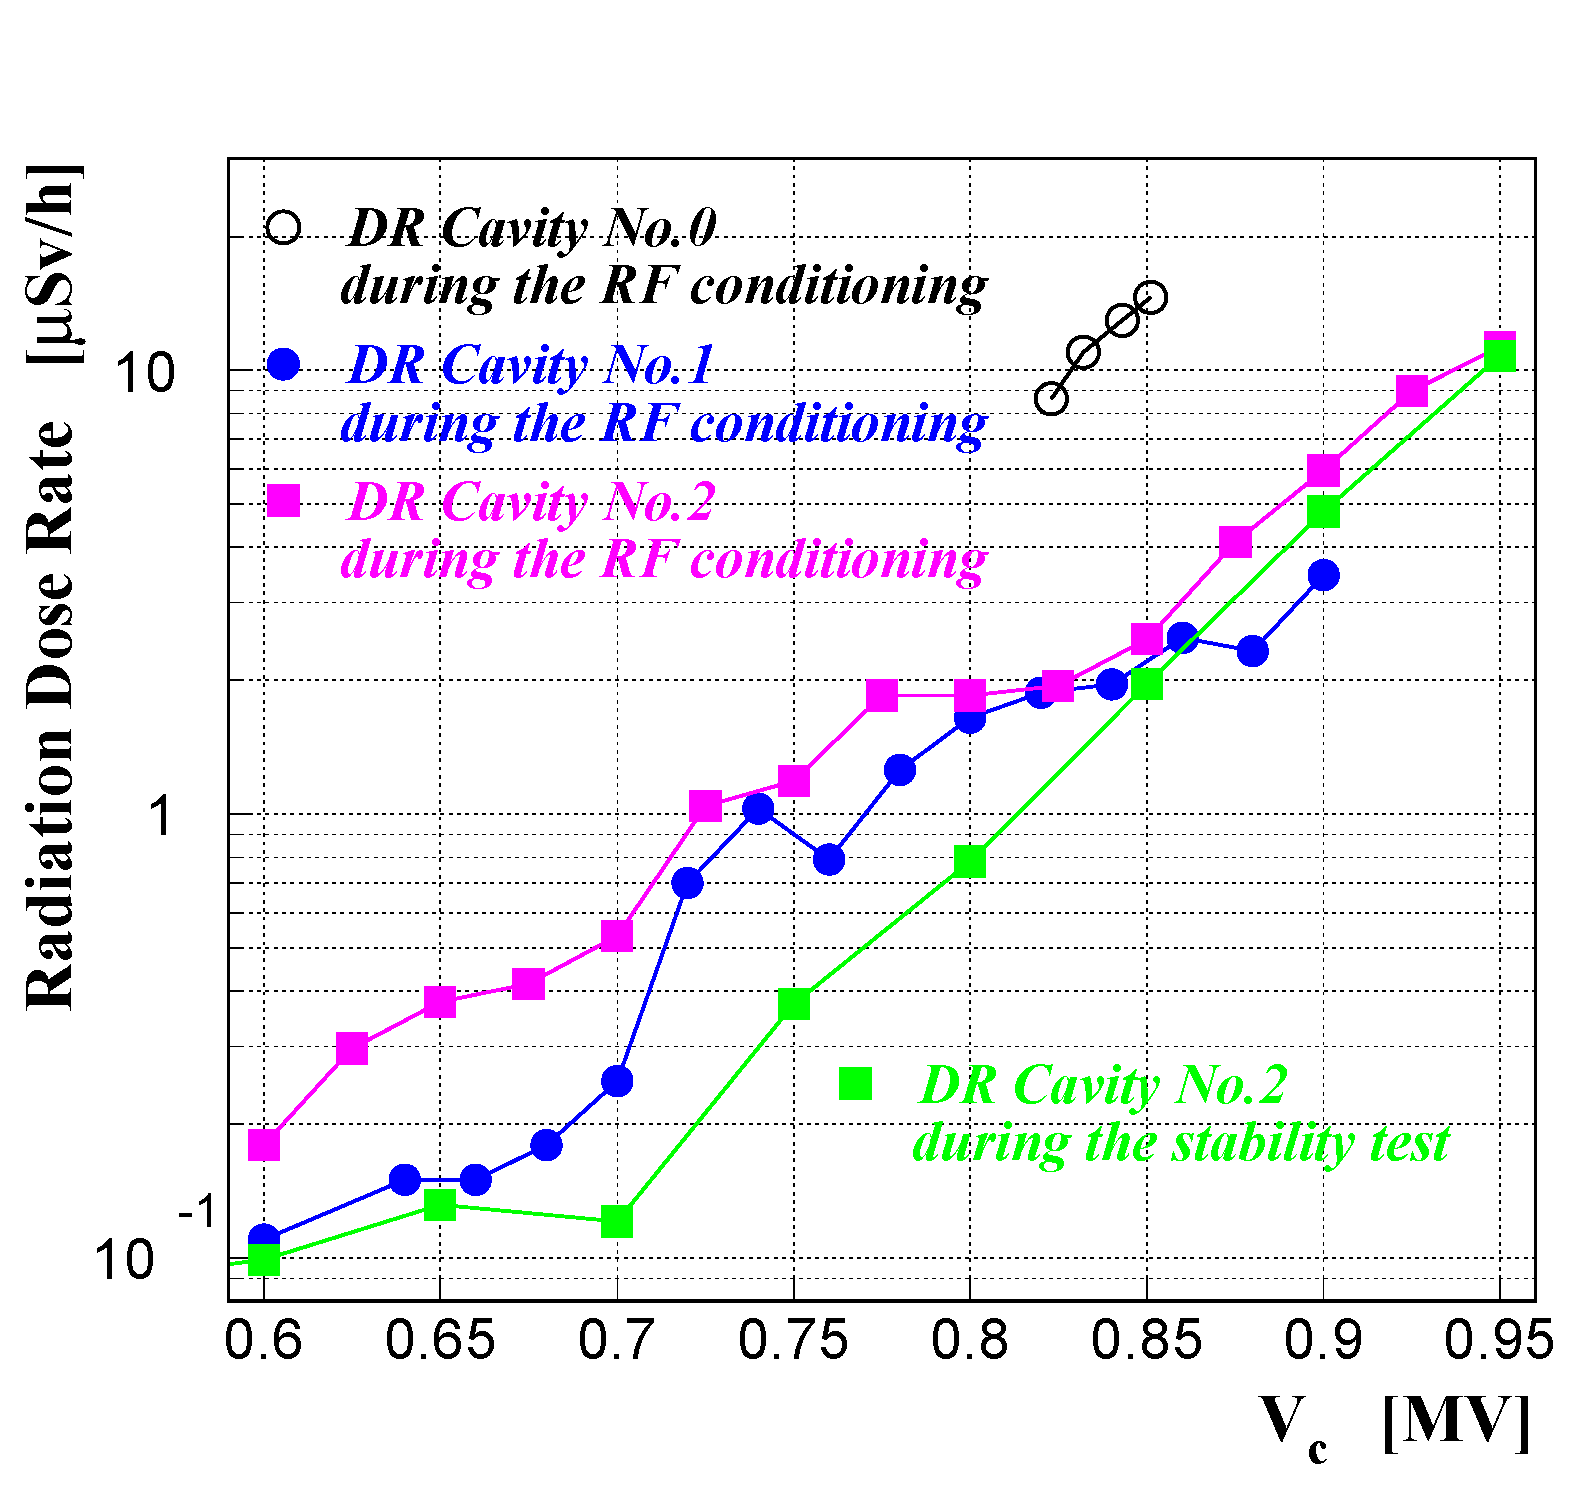 Radiation Dose Rate [μSv/h]
DR Cavity No.0
during the RF conditioning
DR Cavity No.1
during the RF conditioning
DR Cavity No.2
during the RF conditioning
DR Cavity No.2
during the stability test
10
1
10 -1
0.6 0.65 0.7 0.75 0.8 0.85 0.9 0.95
Vc [MV]